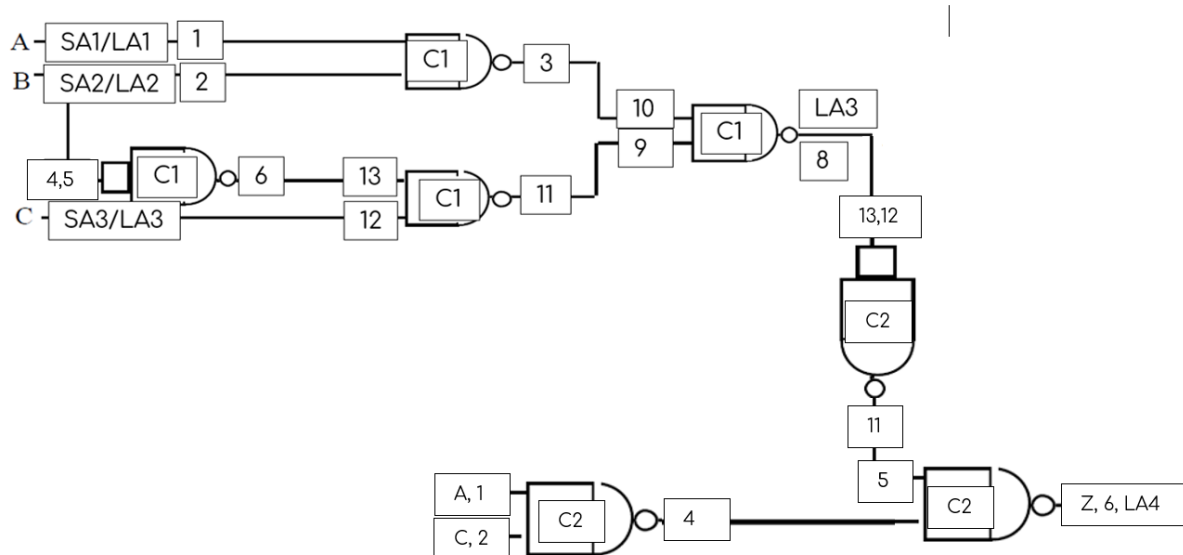 A SA1/LA1 1 C1 3
B SA2/LA2 2
10 C1 LA3
9 8
4,5 C1 6 13 C1 11
C SA3/LA3 12
13,12
C2
11
A, 1 5
C2 4 C2 Z, 6, LA4
C, 2